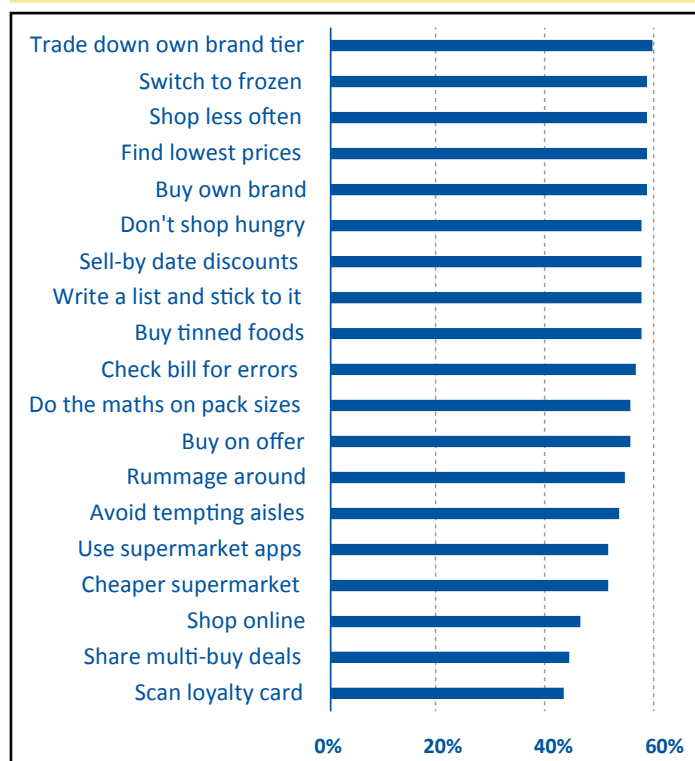 Trade down own brand tier
Switch to frozen
Shop less often
Find lowest prices
Buy own brand
Don't shop hungry
Sell-by date discounts
Write a list and stick to it
Buy tinned foods
Check bill for errors
Do the maths on pack sizes
Buy on offer
Rummage around
Avoid tempting aisles
Use supermarket apps
Cheaper supermarket
Shop online
Share multi-buy deals
Scan loyalty card
0% 20% 40% 60%